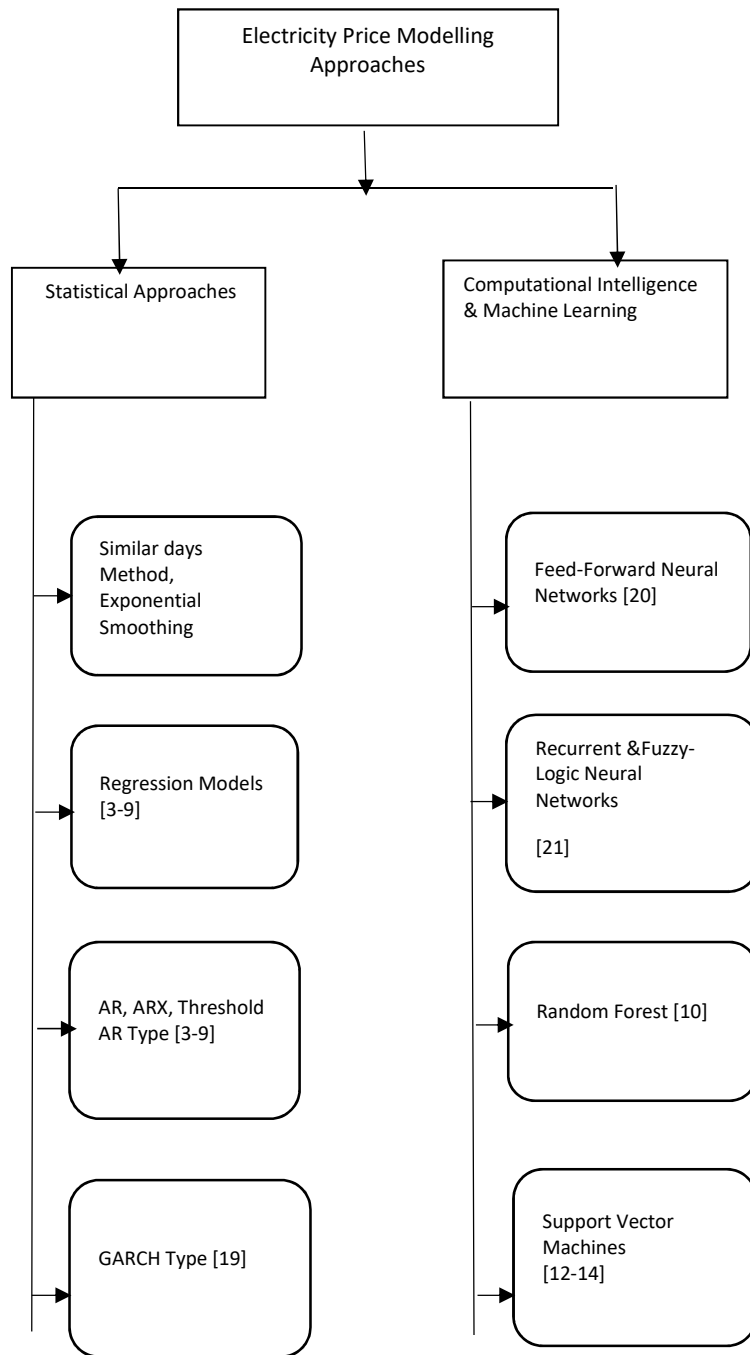 Electricity Price Modelling
Approaches
Statistical Approaches
Computational Intelligence
& Machine Learning
Similar days
Method,
Exponential
Smoothing
Regression Models
[3-9]
AR, ARX, Threshold
AR Type [3-9]
GARCH Type [19]
Feed-Forward Neural
Networks [20]
Recurrent &Fuzzy-
Logic Neural
Networks
[21]
Random Forest [10]
Support Vector
Machines
[12-14]